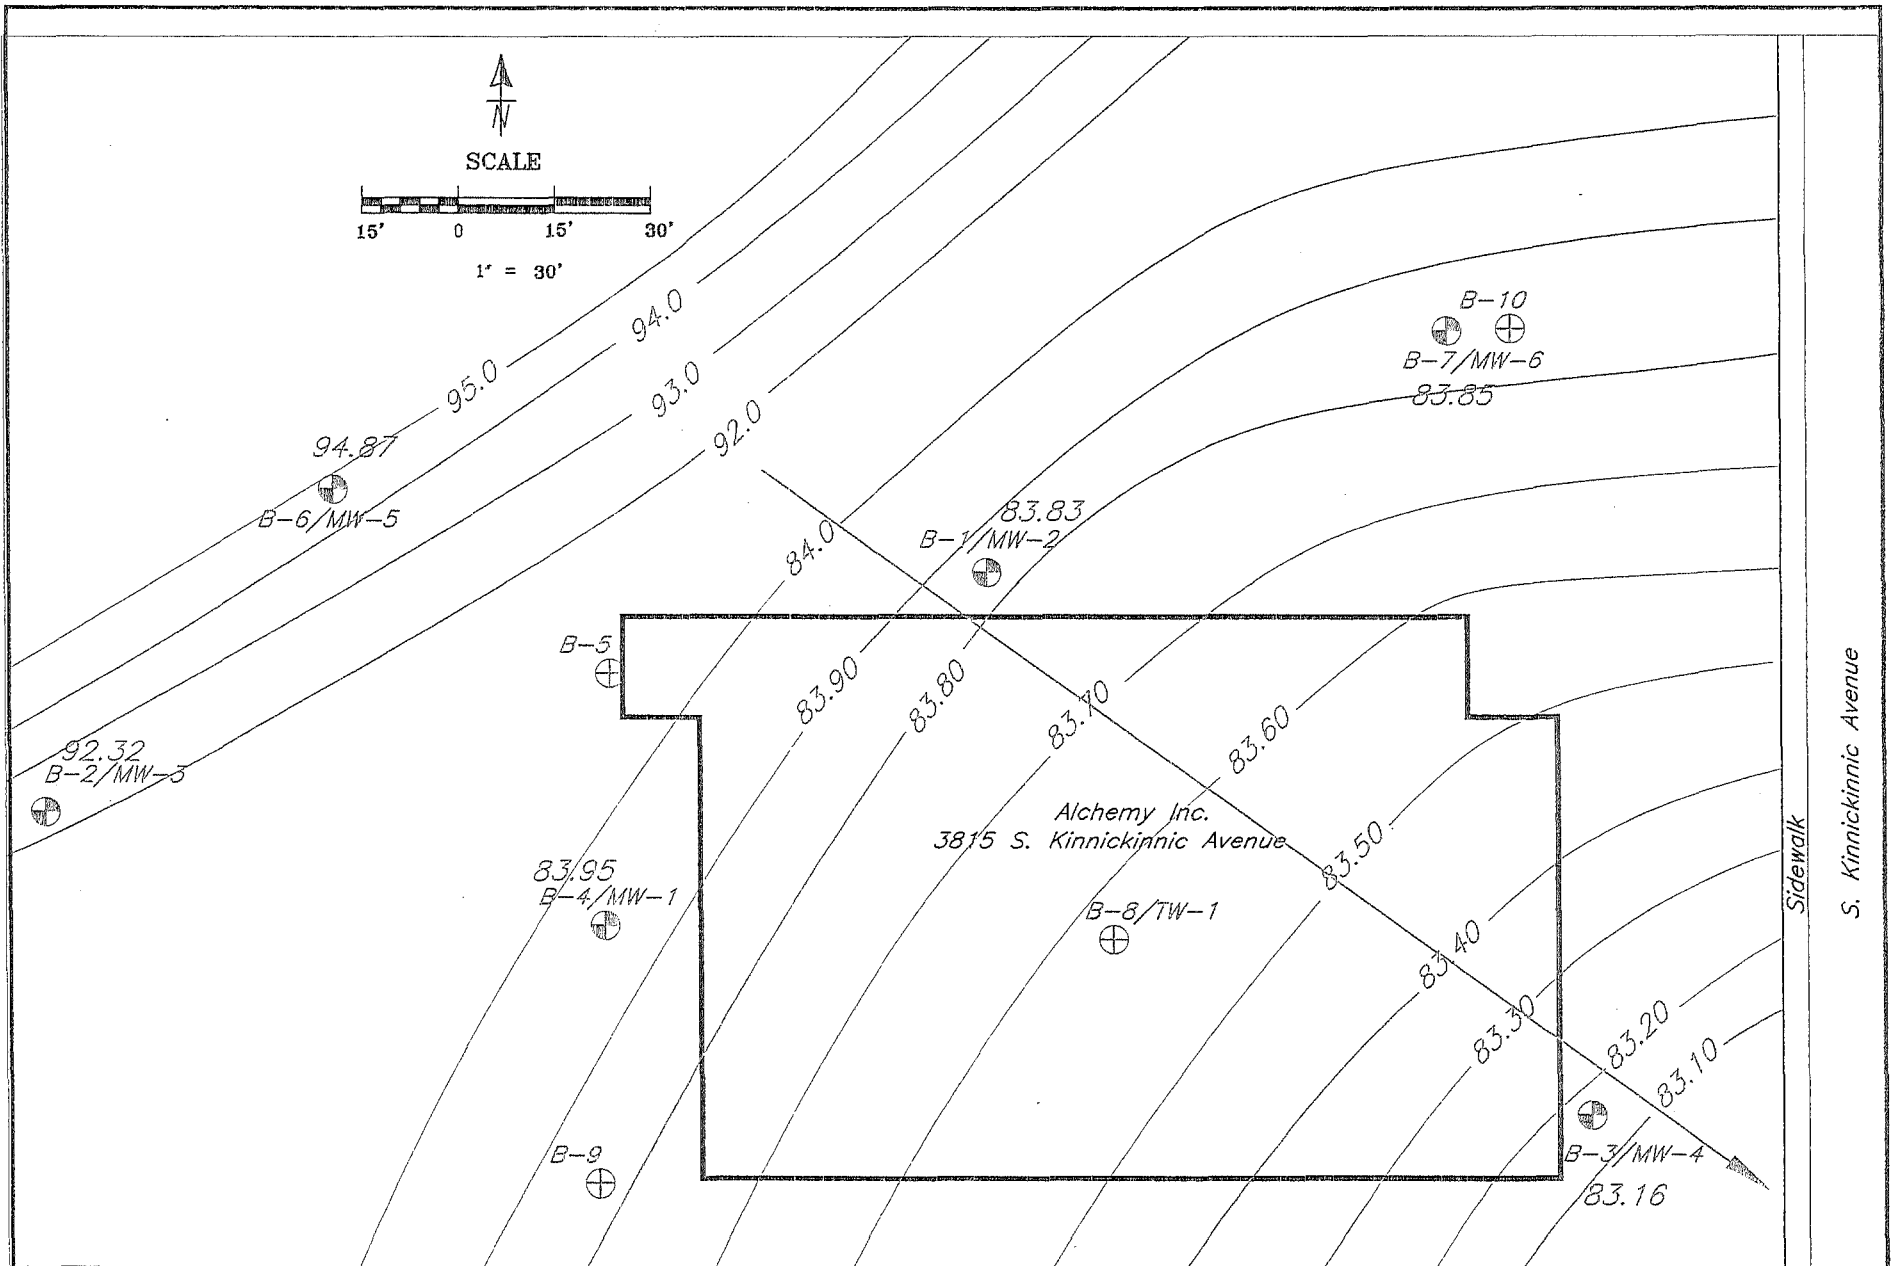 N
SCALE
15' 0 15' 30'
1" = 30'
95.0
94.0
93.0
92.0
94.87
B-6/MW-5
B-10
B-7/MW-6
83.85
83.83
B-1/MW-2
84.0
B-5
83.90
83.80
83.70
83.60
92.32
B-2/MW-3
Alchemy Inc.
3815 S. Kinnickinnic Avenue
83.50
83.95
B-4/MW-1
B-8/TW-1
83.40
83.30
83.20
83.10
B-9
B-3/MW-4
83.16
Sidewalk
S. Kinnickinnic Avenue